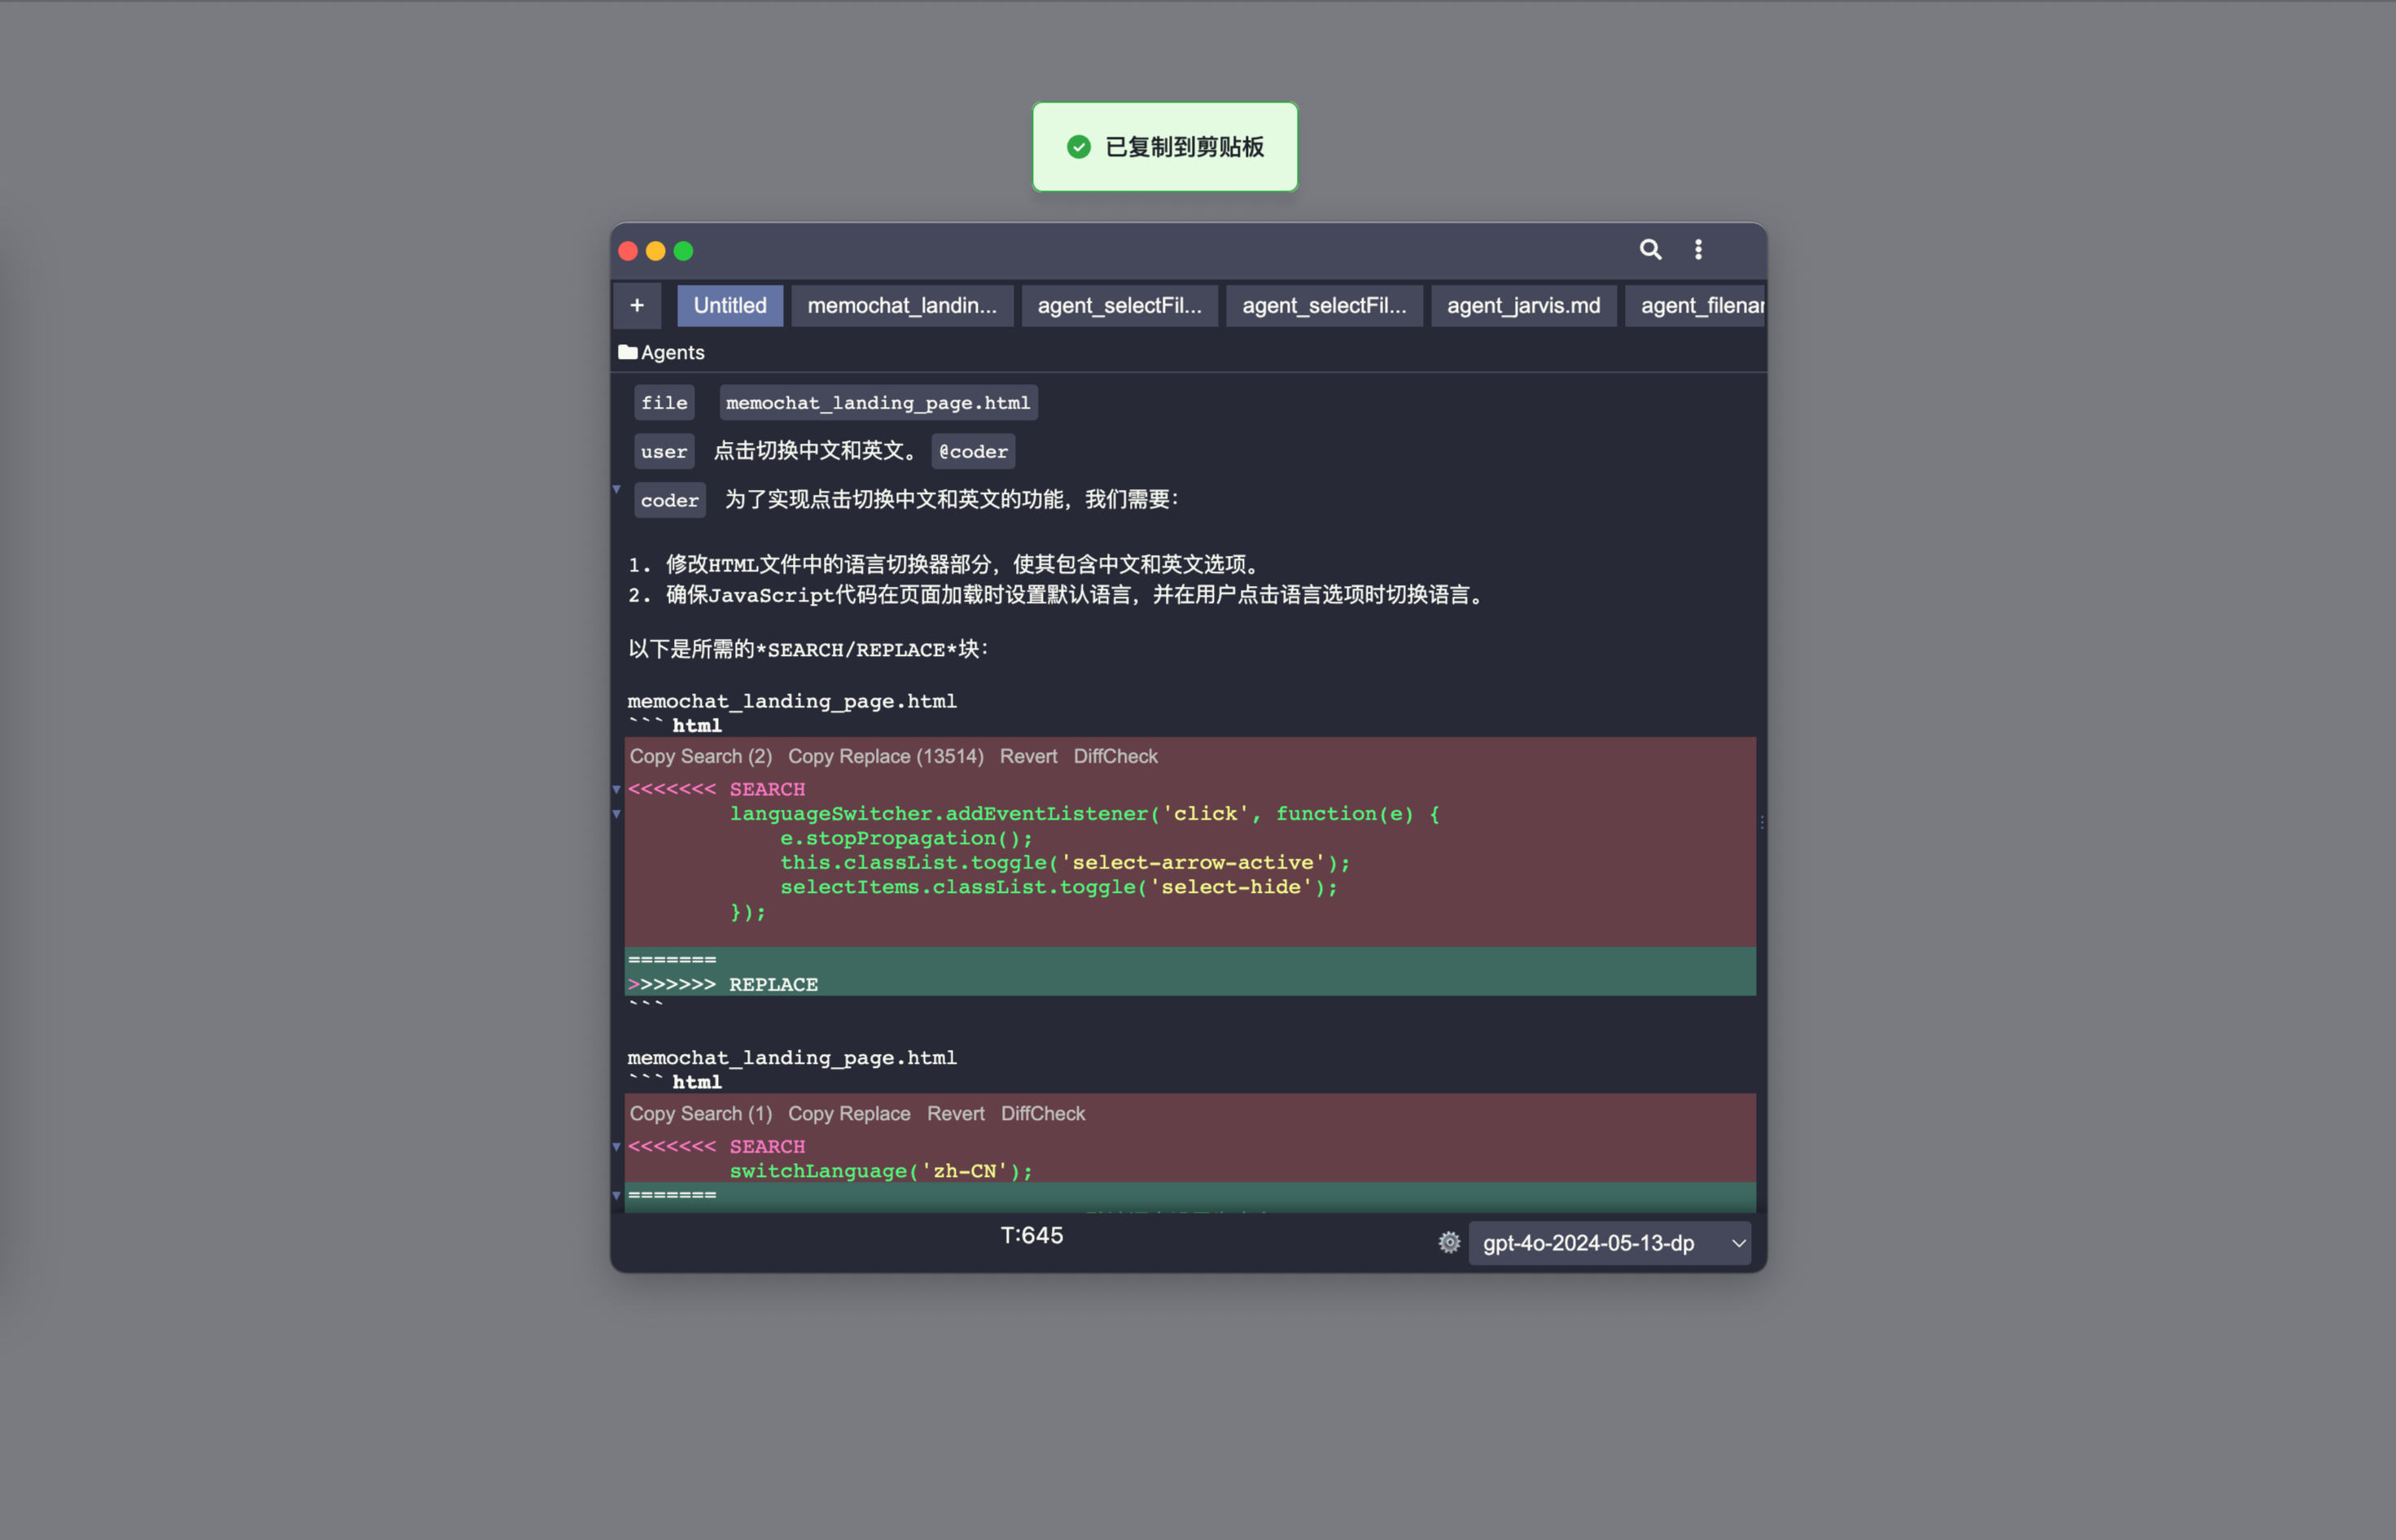 已复制到剪贴板
+ Untitled memochat_landin... agent_selectFil... agent_selectFil... agent_jarvis.md agent_filenar
Agents
file memochat_landing_page.html
user 点击切换中文和英文。 @coder
coder 为了实现点击切换中文和英文的功能，我们需要：
1. 修改HTML文件中的语言切换器部分，使其包含中文和英文选项。
2. 确保JavaScript代码在页面加载时设置默认语言，并在用户点击语言选项时切换语言。
以下是所需的*SEARCH/REPLACE*块：
memochat_landing_page.html
```html
Copy Search (2) Copy Replace (13514) Revert DiffCheck
<<<<<<< SEARCH
languageSwitcher.addEventListener('click', function(e) {
e.stopPropagation();
this.classList.toggle('select-arrow-active');
selectItems.classList.toggle('select-hide');
});
=======
>>>>>>> REPLACE
```
memochat_landing_page.html
```html
Copy Search (1) Copy Replace Revert DiffCheck
<<<<<<< SEARCH
switchLanguage('zh-CN');
=======
T:645 gpt-4o-2024-05-13-dp